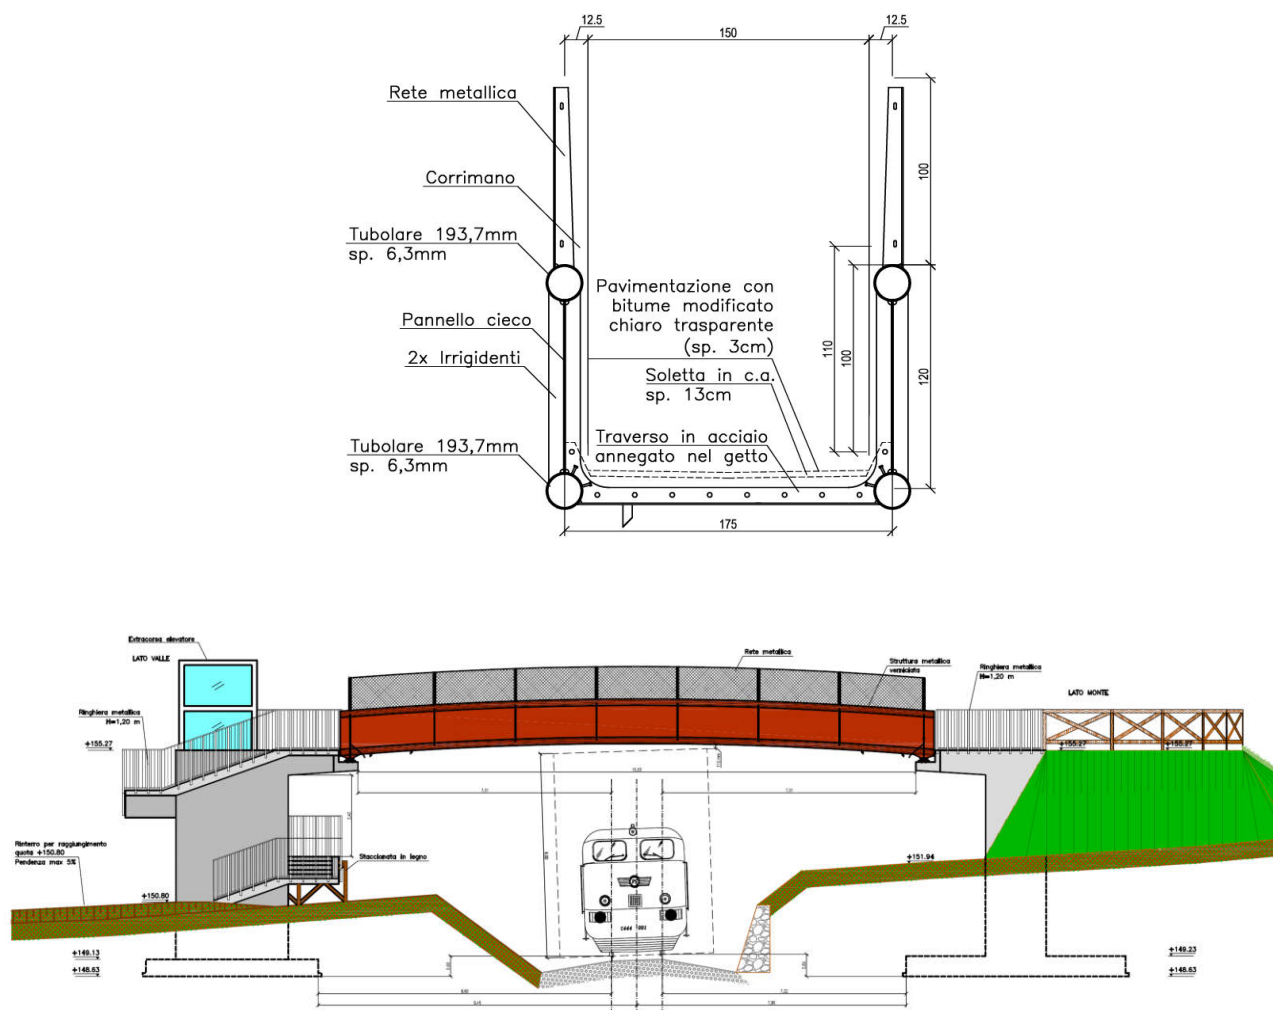 12.5
150
12.5
Rete metallica
Corrimano
100
Tubolare 193,7mm
sp. 6,3mm
Pavimentazione con
bitume modificato
chiaro trasparente
(sp. 3cm)
Pannello cieco
2x Irrigidenti
110
100
120
Soletta in c.a.
sp. 13cm
Traverso in acciaio
annegato nel getto
Tubolare 193,7mm
sp. 6,3mm
175
Extracorsa elevatore
LATO VALLE
Rete metallica
Struttura metallica
verniciata
Ringhiera metallica
H=1,20 m
LATO MONTE
Ringhiera metallica
H=1,20 m
+155.27
+155.27
+155.27
Rinterro per raggiungimento
quota +150.80
Pendenza max 5%
Staccionata in legno
+151.94
+150.80
+149.13
+148.63
+149.23
+148.63